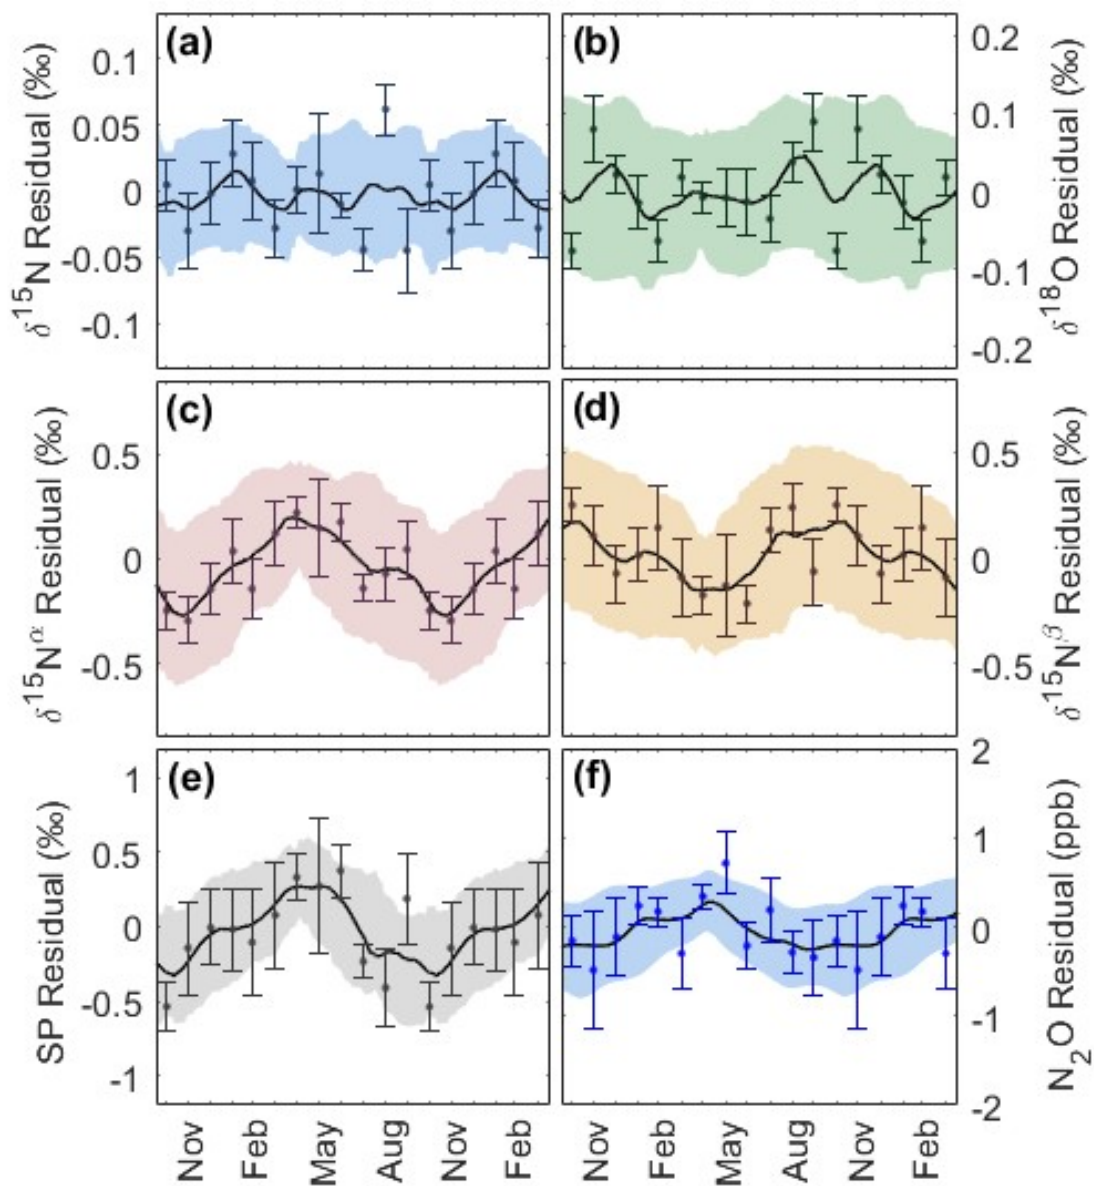 (a)
0.1
0.05
0
-0.05
-0.1
δ¹⁵N Residual (‰)
(b)
0.2
0.1
0
-0.1
-0.2
δ¹⁸O Residual (‰)
(c)
0.5
0
-0.5
δ¹⁵Nᵅ Residual (‰)
(d)
0.5
0
-0.5
δ¹⁵Nᵝ Residual (‰)
(e)
1
0.5
0
-0.5
-1
SP Residual (‰)
(f)
2
1
0
-1
-2
N₂O Residual (ppb)
Nov Feb May Aug Nov Feb
Nov Feb May Aug Nov Feb